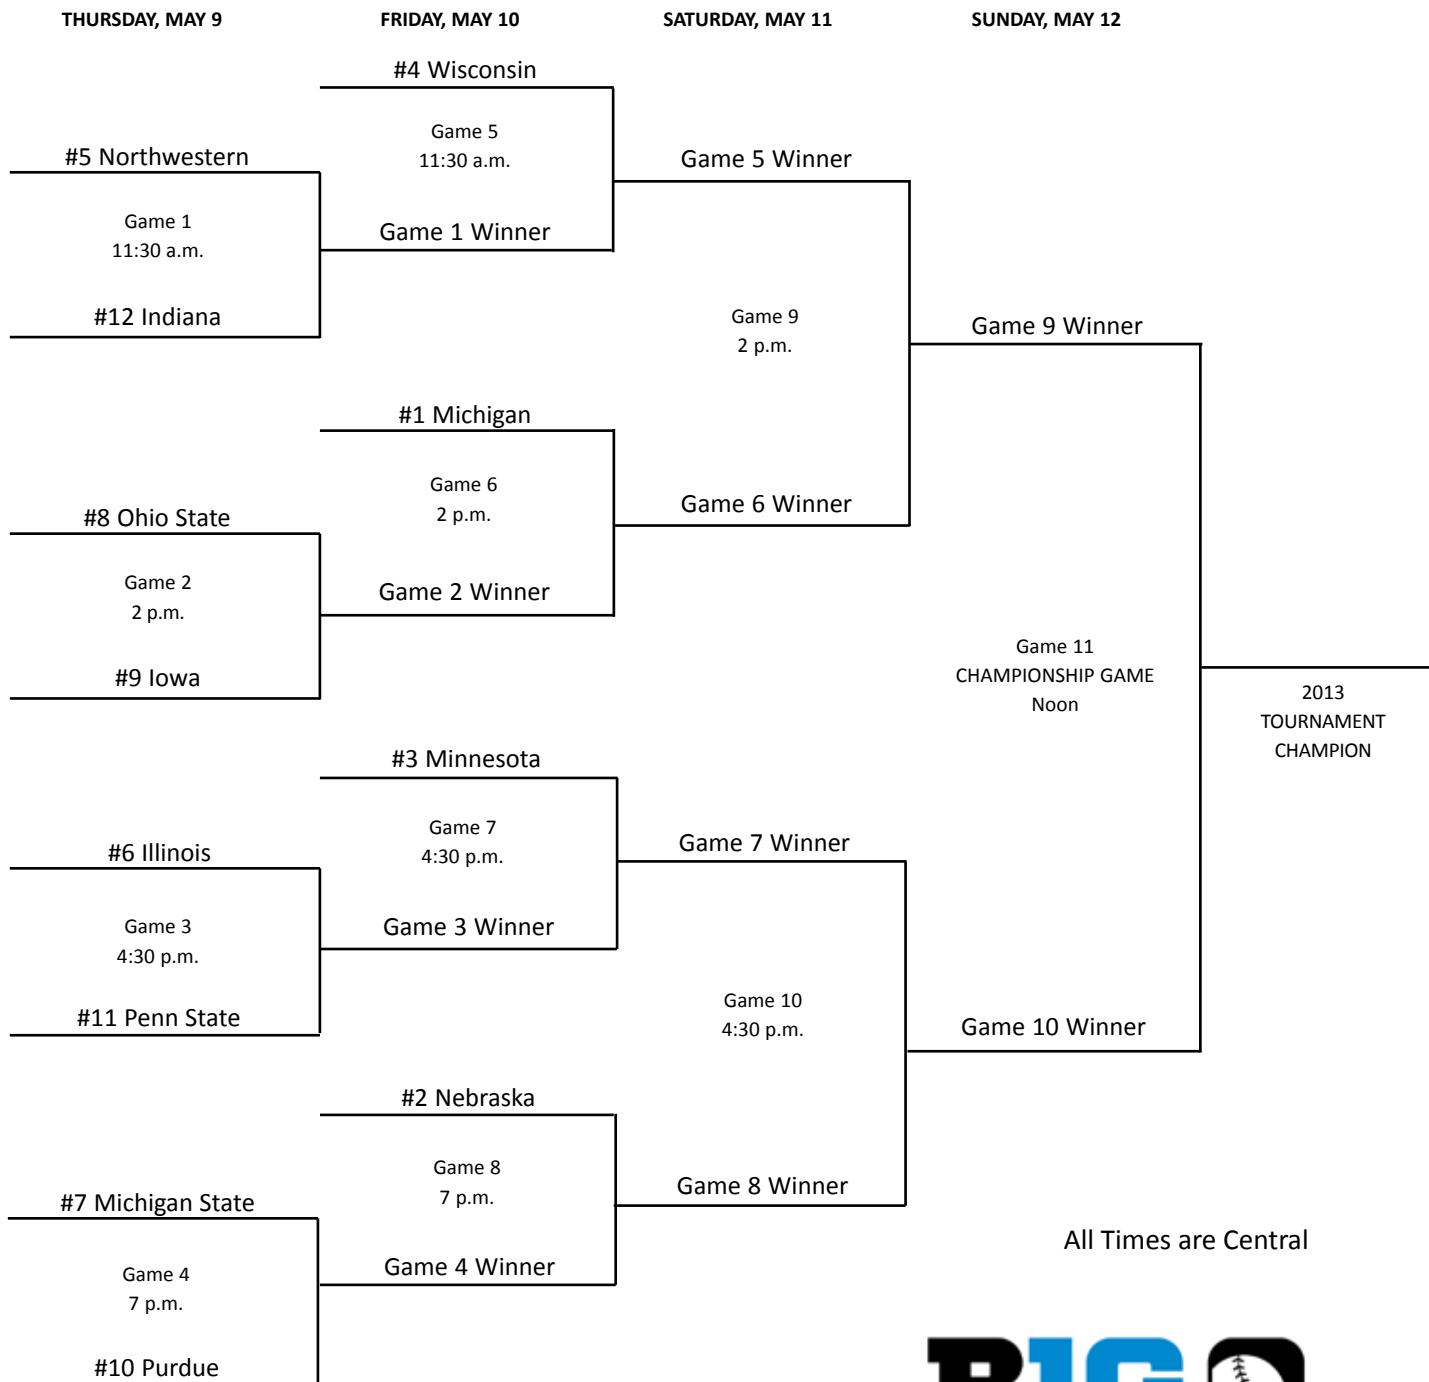 THURSDAY, MAY 9
FRIDAY, MAY 10
SATURDAY, MAY 11
SUNDAY, MAY 12
#4 Wisconsin
Game 5
11:30 a.m.
#5 Northwestern
Game 5 Winner
Game 1
11:30 a.m.
Game 1 Winner
#12 Indiana
Game 9
2 p.m.
Game 9 Winner
#1 Michigan
Game 6
2 p.m.
Game 6 Winner
#8 Ohio State
Game 2
2 p.m.
Game 2 Winner
#9 Iowa
Game 11
CHAMPIONSHIP GAME
Noon
2013
TOURNAMENT
CHAMPION
#3 Minnesota
Game 7
4:30 p.m.
Game 7 Winner
#6 Illinois
Game 3
4:30 p.m.
Game 3 Winner
#11 Penn State
Game 10
4:30 p.m.
Game 10 Winner
#2 Nebraska
Game 8
7 p.m.
Game 8 Winner
#7 Michigan State
Game 4
7 p.m.
Game 4 Winner
#10 Purdue
All Times are Central
B1G